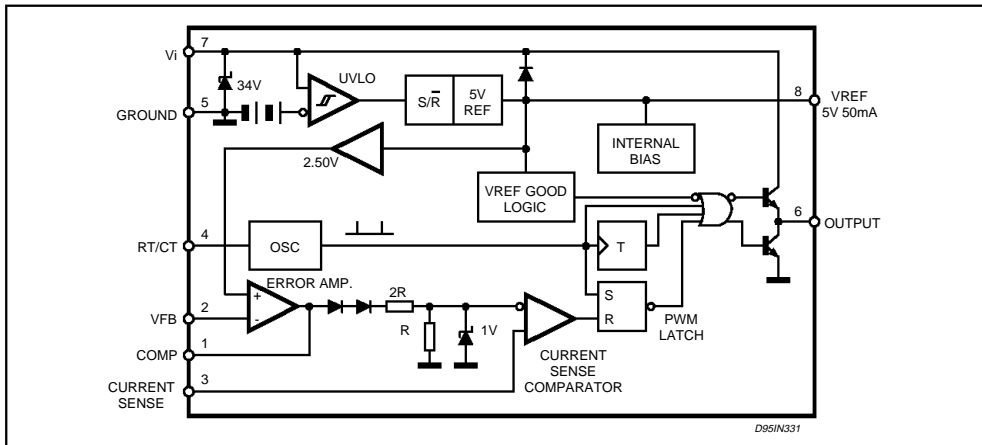 7
Vi
34V
UVLO
S/R̅
5V
REF
8
VREF
5V 50mA
5
GROUND
INTERNAL
BIAS
2.50V
VREF GOOD
LOGIC
6
OUTPUT
4
RT/CT
OSC
T
ERROR AMP.
+
-
2
VFB
2R
R
1V
S
R
PWM
LATCH
1
COMP
CURRENT
SENSE
COMPARATOR
3
CURRENT
SENSE
D95IN331